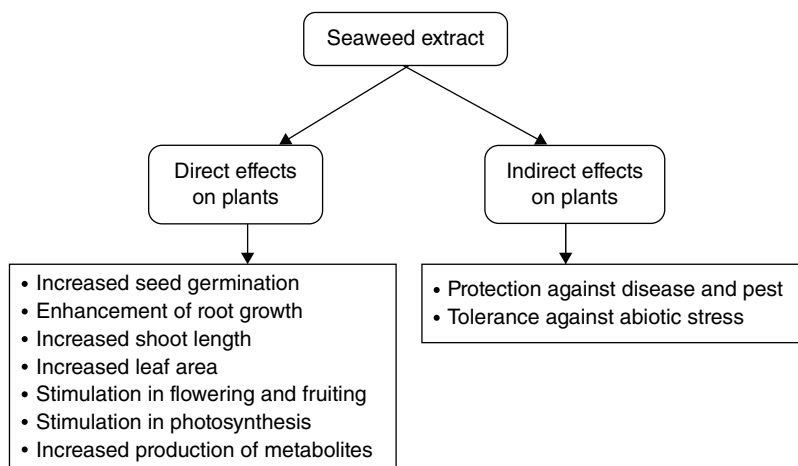 Seaweed extract
Direct effects
on plants
Indirect effects
on plants
• Increased seed germination
• Enhancement of root growth
• Increased shoot length
• Increased leaf area
• Stimulation in flowering and fruiting
• Stimulation in photosynthesis
• Increased production of metabolites
• Protection against disease and pest
• Tolerance against abiotic stress